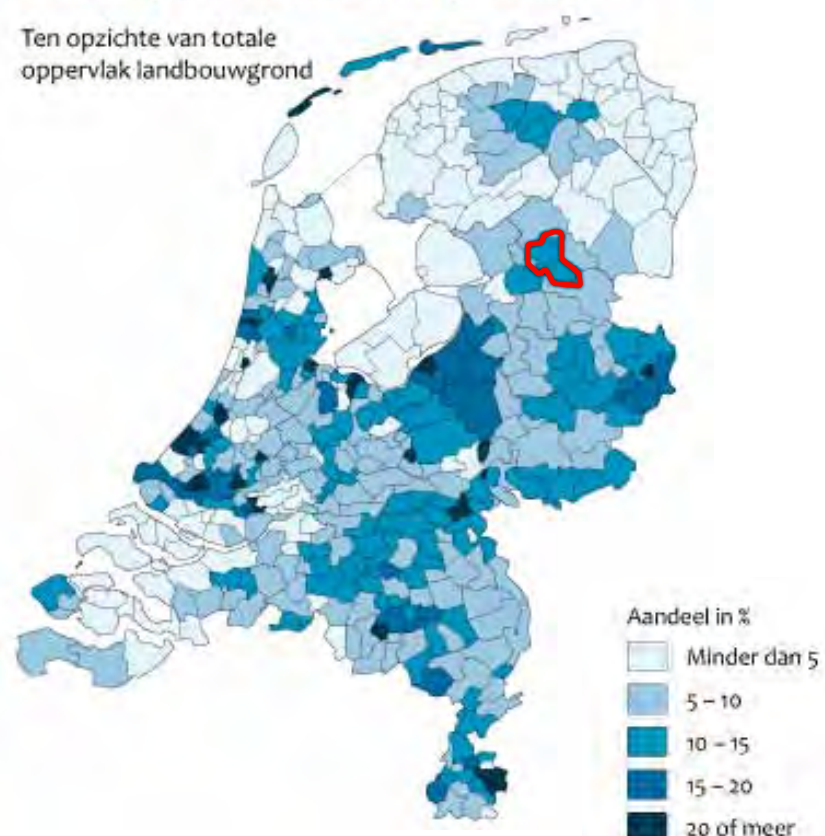 Ten opzichte van totale
oppervlak landbouwgrond
Aandeel in %
Minder dan 5
5 – 10
10 – 15
15 – 20
20 of meer